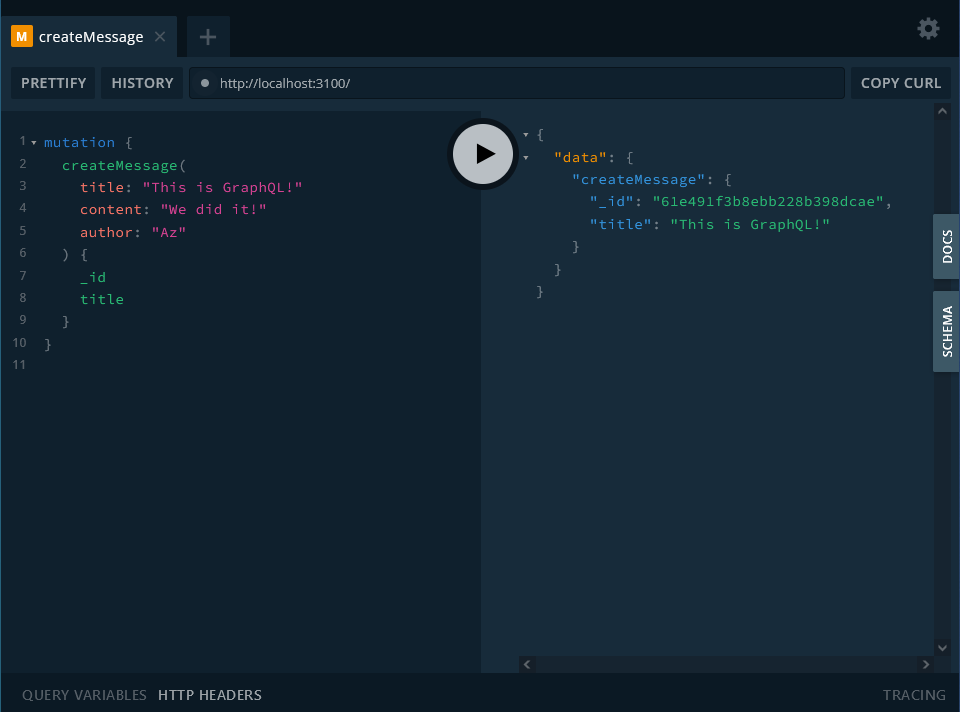 M createMessage
PRETTIFY HISTORY http://localhost:3100/ COPY CURL
1 mutation {
2 createMessage(
3 title: "This is GraphQL!"
4 content: "We did it!"
5 author: "Az"
6 ) {
7 _id
8 title
9 }
10 }
11
{
"data": {
"createMessage": {
"_id": "61e491f3b8ebb228b398dcae",
"title": "This is GraphQL!"
}
}
}
DOCS
SCHEMA
QUERY VARIABLES HTTP HEADERS TRACING